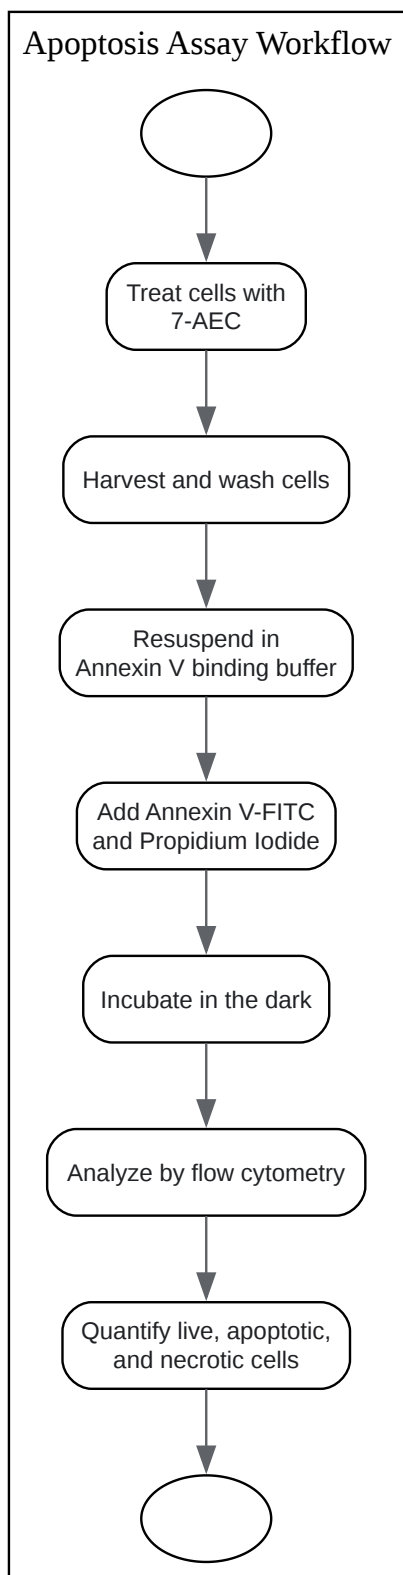 Apoptosis Assay Workflow
Treat cells with
7-AEC
Harvest and wash cells
Resuspend in
Annexin V binding buffer
Add Annexin V-FITC
and Propidium Iodide
Incubate in the dark
Analyze by flow cytometry
Quantify live, apoptotic,
and necrotic cells